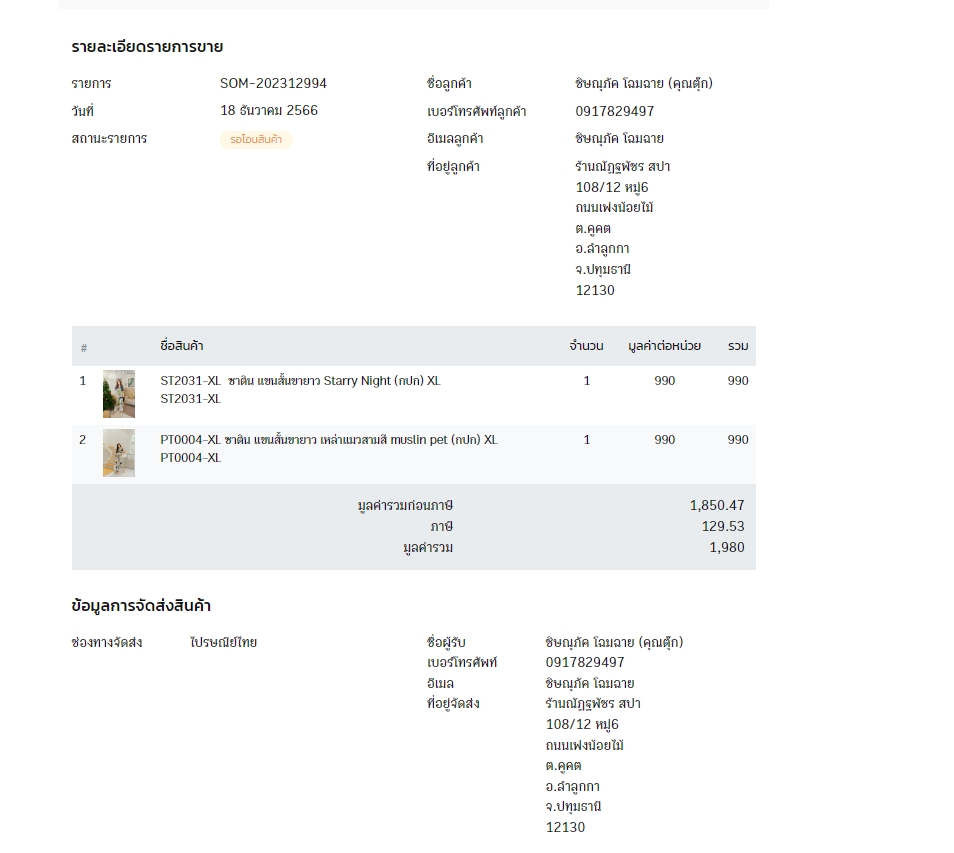 รายละเอียดรายการขาย
รายการ SOM-202312994 ชื่อลูกค้า ชิษณุภัค โฉมฉาย (คุณตุ๊ก)
วันที่ 18 ธันวาคม 2566 เบอร์โทรศัพท์ลูกค้า 0917829497
สถานะรายการ รอโอนสินค้า อีเมลลูกค้า ชิษณุภัค โฉมฉาย
ที่อยู่ลูกค้า ร้านณัฏฐพัชร สปา
108/12 หมู่6
ถนนเฟงน้อยไม้
ต.คูคต
อ.ลำลูกกา
จ.ปทุมธานี
12130
# ชื่อสินค้า จำนวน มูลค่าต่อหน่วย รวม
1 ST2031-XL ซาติน แขนสั้นขายาว Starry Night (กปก) XL 1 990 990
ST2031-XL
2 PT0004-XL ซาติน แขนสั้นขายาว เหล่าแมวสามสี muslin pet (กปก) XL 1 990 990
PT0004-XL
มูลค่ารวมก่อนภาษี 1,850.47
ภาษี 129.53
มูลค่ารวม 1,980
ข้อมูลการจัดส่งสินค้า
ช่องทางจัดส่ง ไปรษณีย์ไทย ชื่อผู้รับ ชิษณุภัค โฉมฉาย (คุณตุ๊ก)
เบอร์โทรศัพท์ 0917829497
อีเมล ชิษณุภัค โฉมฉาย
ที่อยู่จัดส่ง ร้านณัฏฐพัชร สปา
108/12 หมู่6
ถนนเฟงน้อยไม้
ต.คูคต
อ.ลำลูกกา
จ.ปทุมธานี
12130